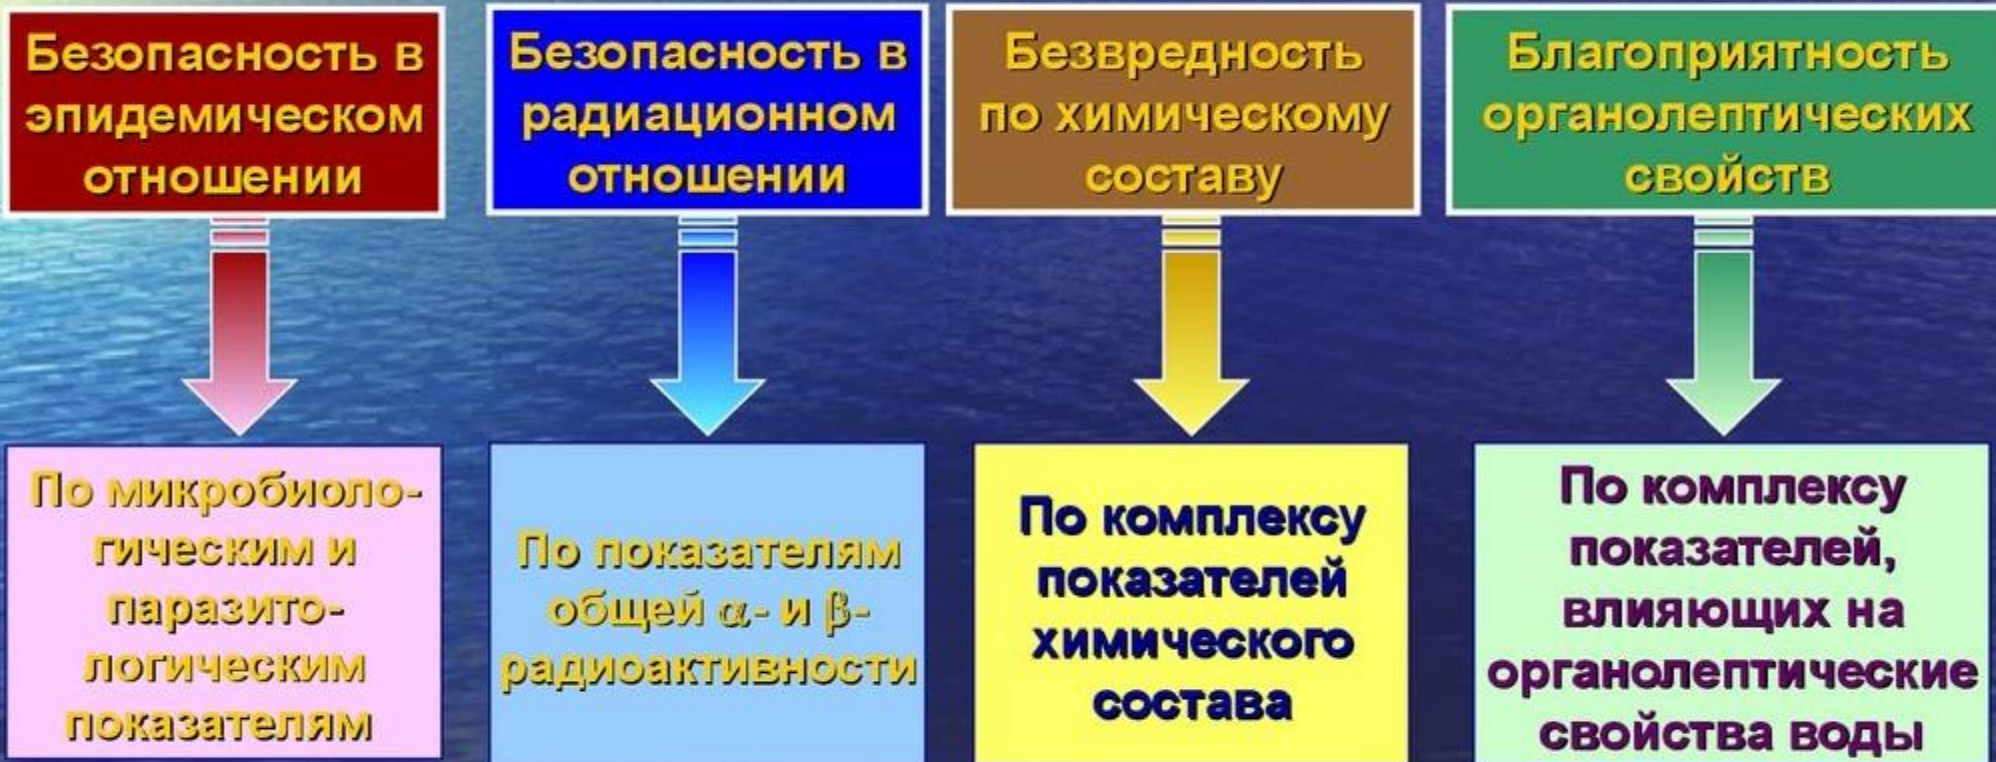 Безопасность в
эпидемическом
отношении
Безопасность в
радиационном
отношении
Безвредность
по химическому
составу
Благоприятность
органолептических
свойств
По микробиоло-
гическим и
паразито-
логическим
показателям
По показателям
общей α- и β-
радиоактивности
По комплексу
показателей
химического
состава
По комплексу
показателей,
влияющих на
органолептические
свойства воды